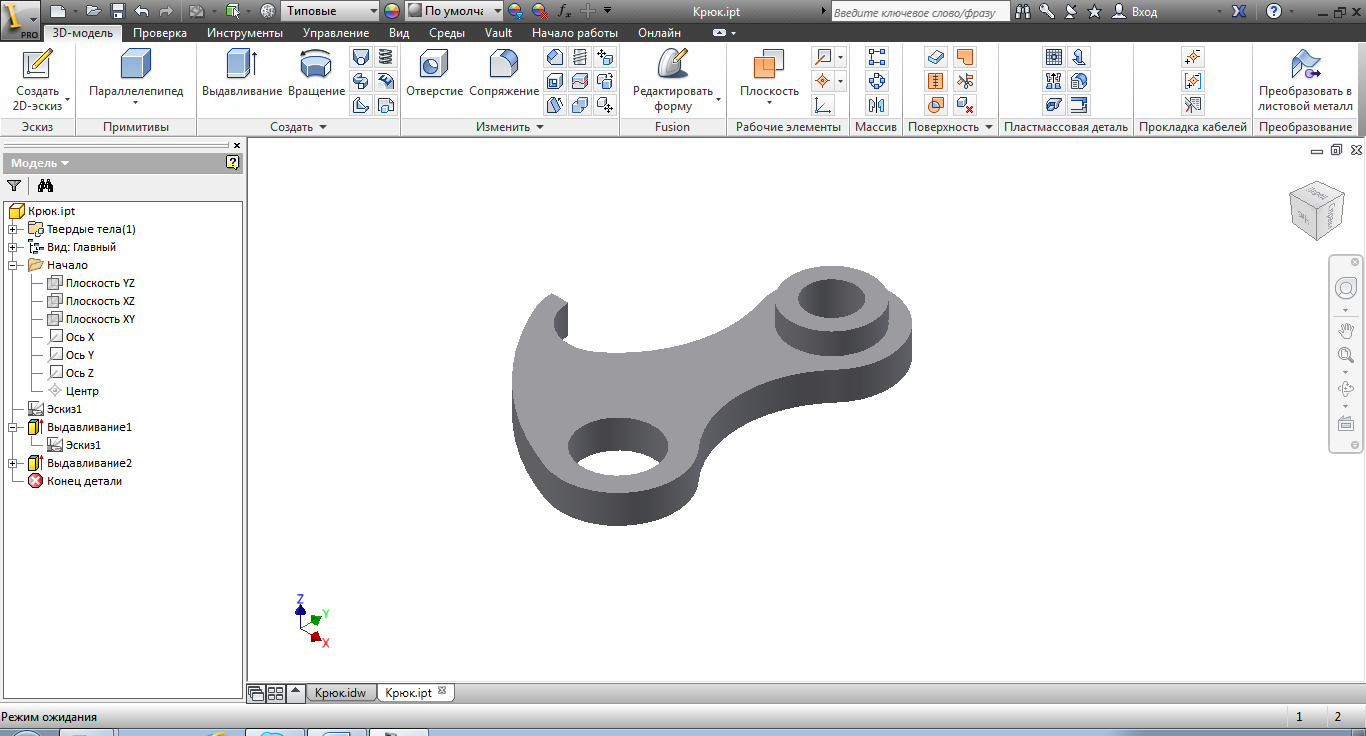 Типовые По умолча fx Крюк.ipt Введите ключевое слово/фразу Вход
PRO 3D-модель Проверка Инструменты Управление Вид Среды Vault Начало работы Онлайн
Создать 2D-эскиз
Параллелепипед
Выдавливание Вращение
Отверстие Сопряжение
Редактировать форму
Плоскость
Преобразовать в листовой металл
Эскиз Примитивы Создать Изменить Fusion Рабочие элементы Массив Поверхность Пластмассовая деталь Прокладка кабелей Преобразование
Модель
Крюк.ipt
Твердые тела(1)
Вид: Главный
Начало
Плоскость YZ
Плоскость XZ
Плоскость XY
Ось X
Ось Y
Ось Z
Центр
Эскиз1
Выдавливание1
Эскиз1
Выдавливание2
Конец детали
Z
Y
X
Крюк.idw Крюк.ipt
Режим ожидания 1 2